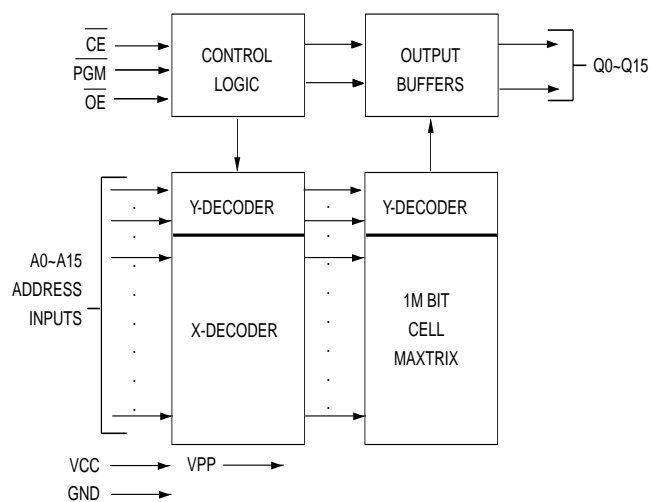 CE
PGM
OE
CONTROL
LOGIC
OUTPUT
BUFFERS
Q0~Q15
Y-DECODER
Y-DECODER
A0~A15
ADDRESS
INPUTS
X-DECODER
1M BIT
CELL
MAXTRIX
VCC
VPP
GND